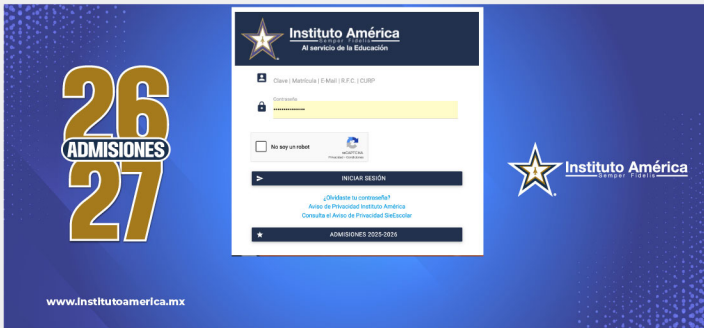 26
ADMISIONES
27
www.institutoamerica.mx
Instituto América
Semper Fidelis
Al servicio de la Educación
Clave | Matrícula | E-Mail | R.F.C. | CURP
Contraseña
No soy un robot
reCAPTCHA
Privacidad - Condiciones
INICIAR SESIÓN
¿Olvidaste tu contraseña?
Aviso de Privacidad Instituto América
Consulta el Aviso de Privacidad SieEscolar
ADMISIONES 2025-2026
Instituto América
Semper Fidelis